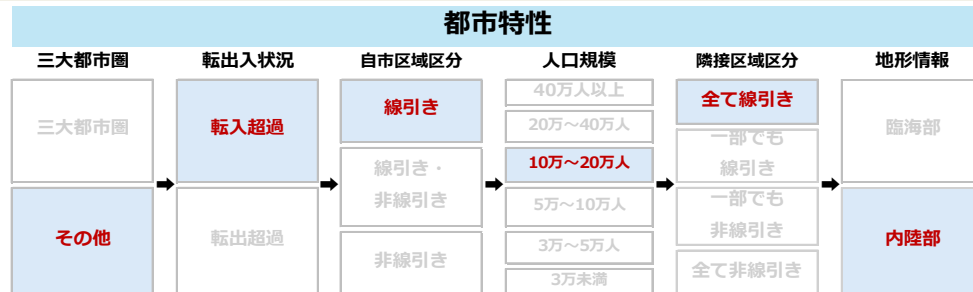 都市特性
三大都市圏
転出入状況
自市区域区分
人口規模
隣接区域区分
地形情報
三大都市圏
その他
転入超過
転出超過
線引き
線引き・
非線引き
非線引き
40万人以上
20万～40万人
10万～20万人
5万～10万人
3万～5万人
3万未満
全て線引き
一部でも
線引き
一部でも
非線引き
全て非線引き
臨海部
内陸部